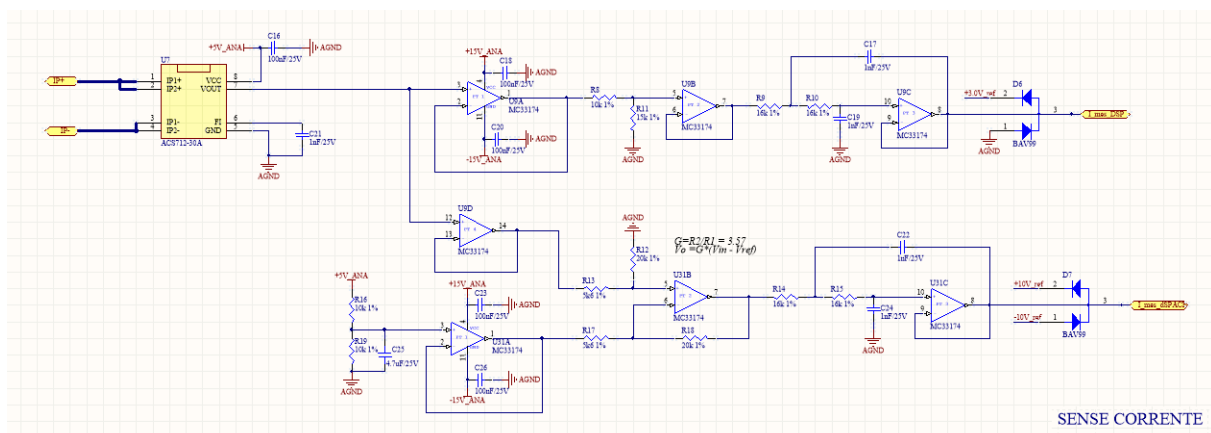 C16
+5V_ANA
AGND
100nF/25V
U7
IP+
1
2
IP1+
IP2+
VCC
VOUT
8
7
IP-
3
4
IP1-
IP2-
FI
GND
6
5
ACS712-30A
C21
1nF/25V
AGND
+15V_ANA
C18
AGND
100nF/25V
3
2
4
VCC
1
11
U9A
MC33174
C20
AGND
100nF/25V
-15V_ANA
R8
10k 1%
R11
15k 1%
AGND
U9B
5
6
7
MC33174
R9
16k 1%
R10
16k 1%
C17
1nF/25V
C19
1nF/25V
AGND
U9C
10
9
8
MC33174
D6
+3.0V_ref
2
1
3
AGND
BAV99
I_mas_DSP
U9D
12
13
14
MC33174
AGND
R12
20k 1%
G=R2/R1 = 3.57
Vo =G*(Vin - Vref)
R13
5k6 1%
U31B
5
6
7
MC33174
R17
5k6 1%
R18
20k 1%
+5V_ANA
R16
10k 1%
R19
10k 1%
C25
4.7uF/25V
AGND
+15V_ANA
C23
AGND
100nF/25V
3
2
4
VCC
1
11
U31A
MC33174
C26
AGND
100nF/25V
-15V_ANA
R14
16k 1%
R15
16k 1%
C22
1nF/25V
C24
1nF/25V
AGND
U31C
10
9
8
MC33174
D7
+10V_ref
2
-10V_ref
1
3
BAV99
SENSE CORRENTE